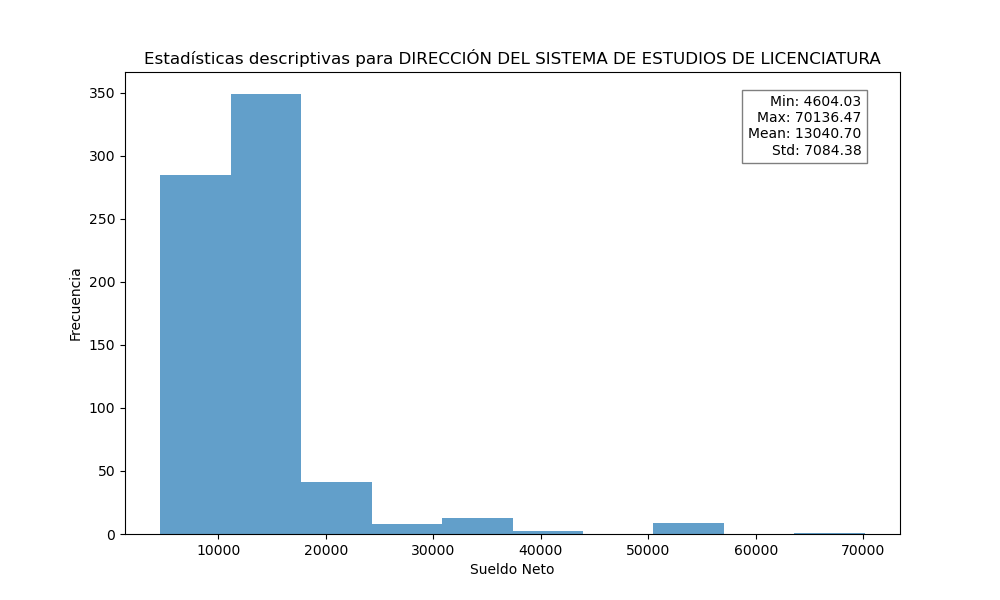 Estadísticas descriptivas para DIRECCIÓN DEL SISTEMA DE ESTUDIOS DE LICENCIATURA
Min: 4604.03
Max: 70136.47
Mean: 13040.70
Std: 7084.38
350
300
250
200
150
100
50
0
Frecuencia
10000 20000 30000 40000 50000 60000 70000
Sueldo Neto